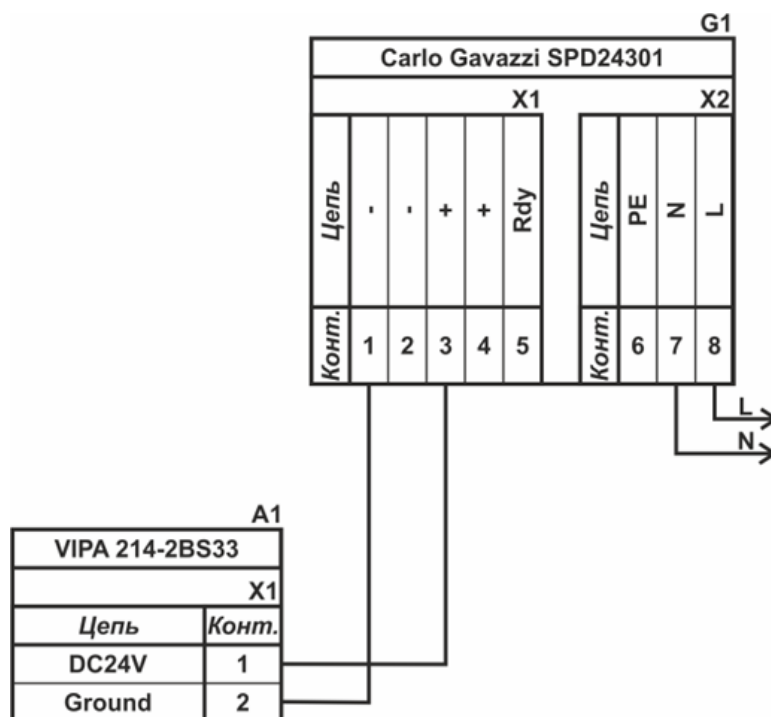 G1
Carlo Gavazzi SPD24301
X1 X2
Цепь - - + + Rdy Цепь PE N L
Конт. 1 2 3 4 5 Конт. 6 7 8
L
N
A1
VIPA 214-2BS33
X1
Цепь Конт.
DC24V 1
Ground 2